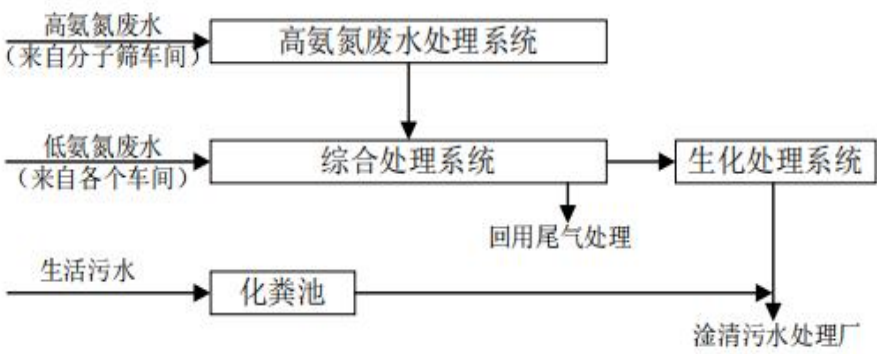 高氨氮废水
（来自分子筛车间）
高氨氮废水处理系统
低氨氮废水
（来自各个车间）
综合处理系统
生化处理系统
回用尾气处理
生活污水
化粪池
淦清污水处理厂